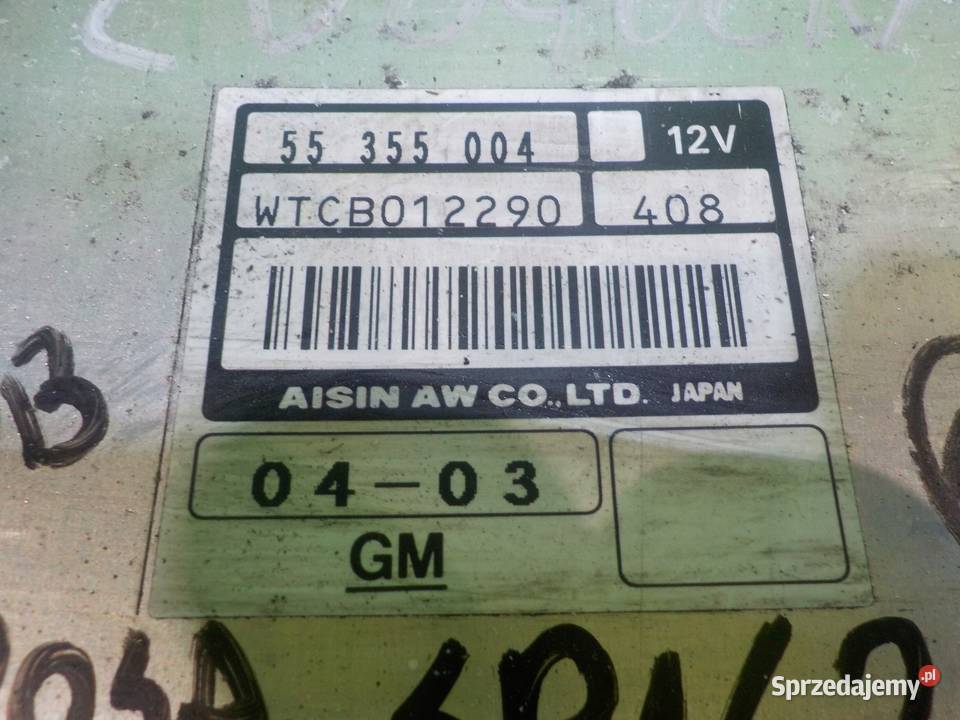 55 355 004 12V
WTCB012290 408
AISIN AW CO.,LTD. JAPAN
B
04-03
GM
Sprzedajemy.pl